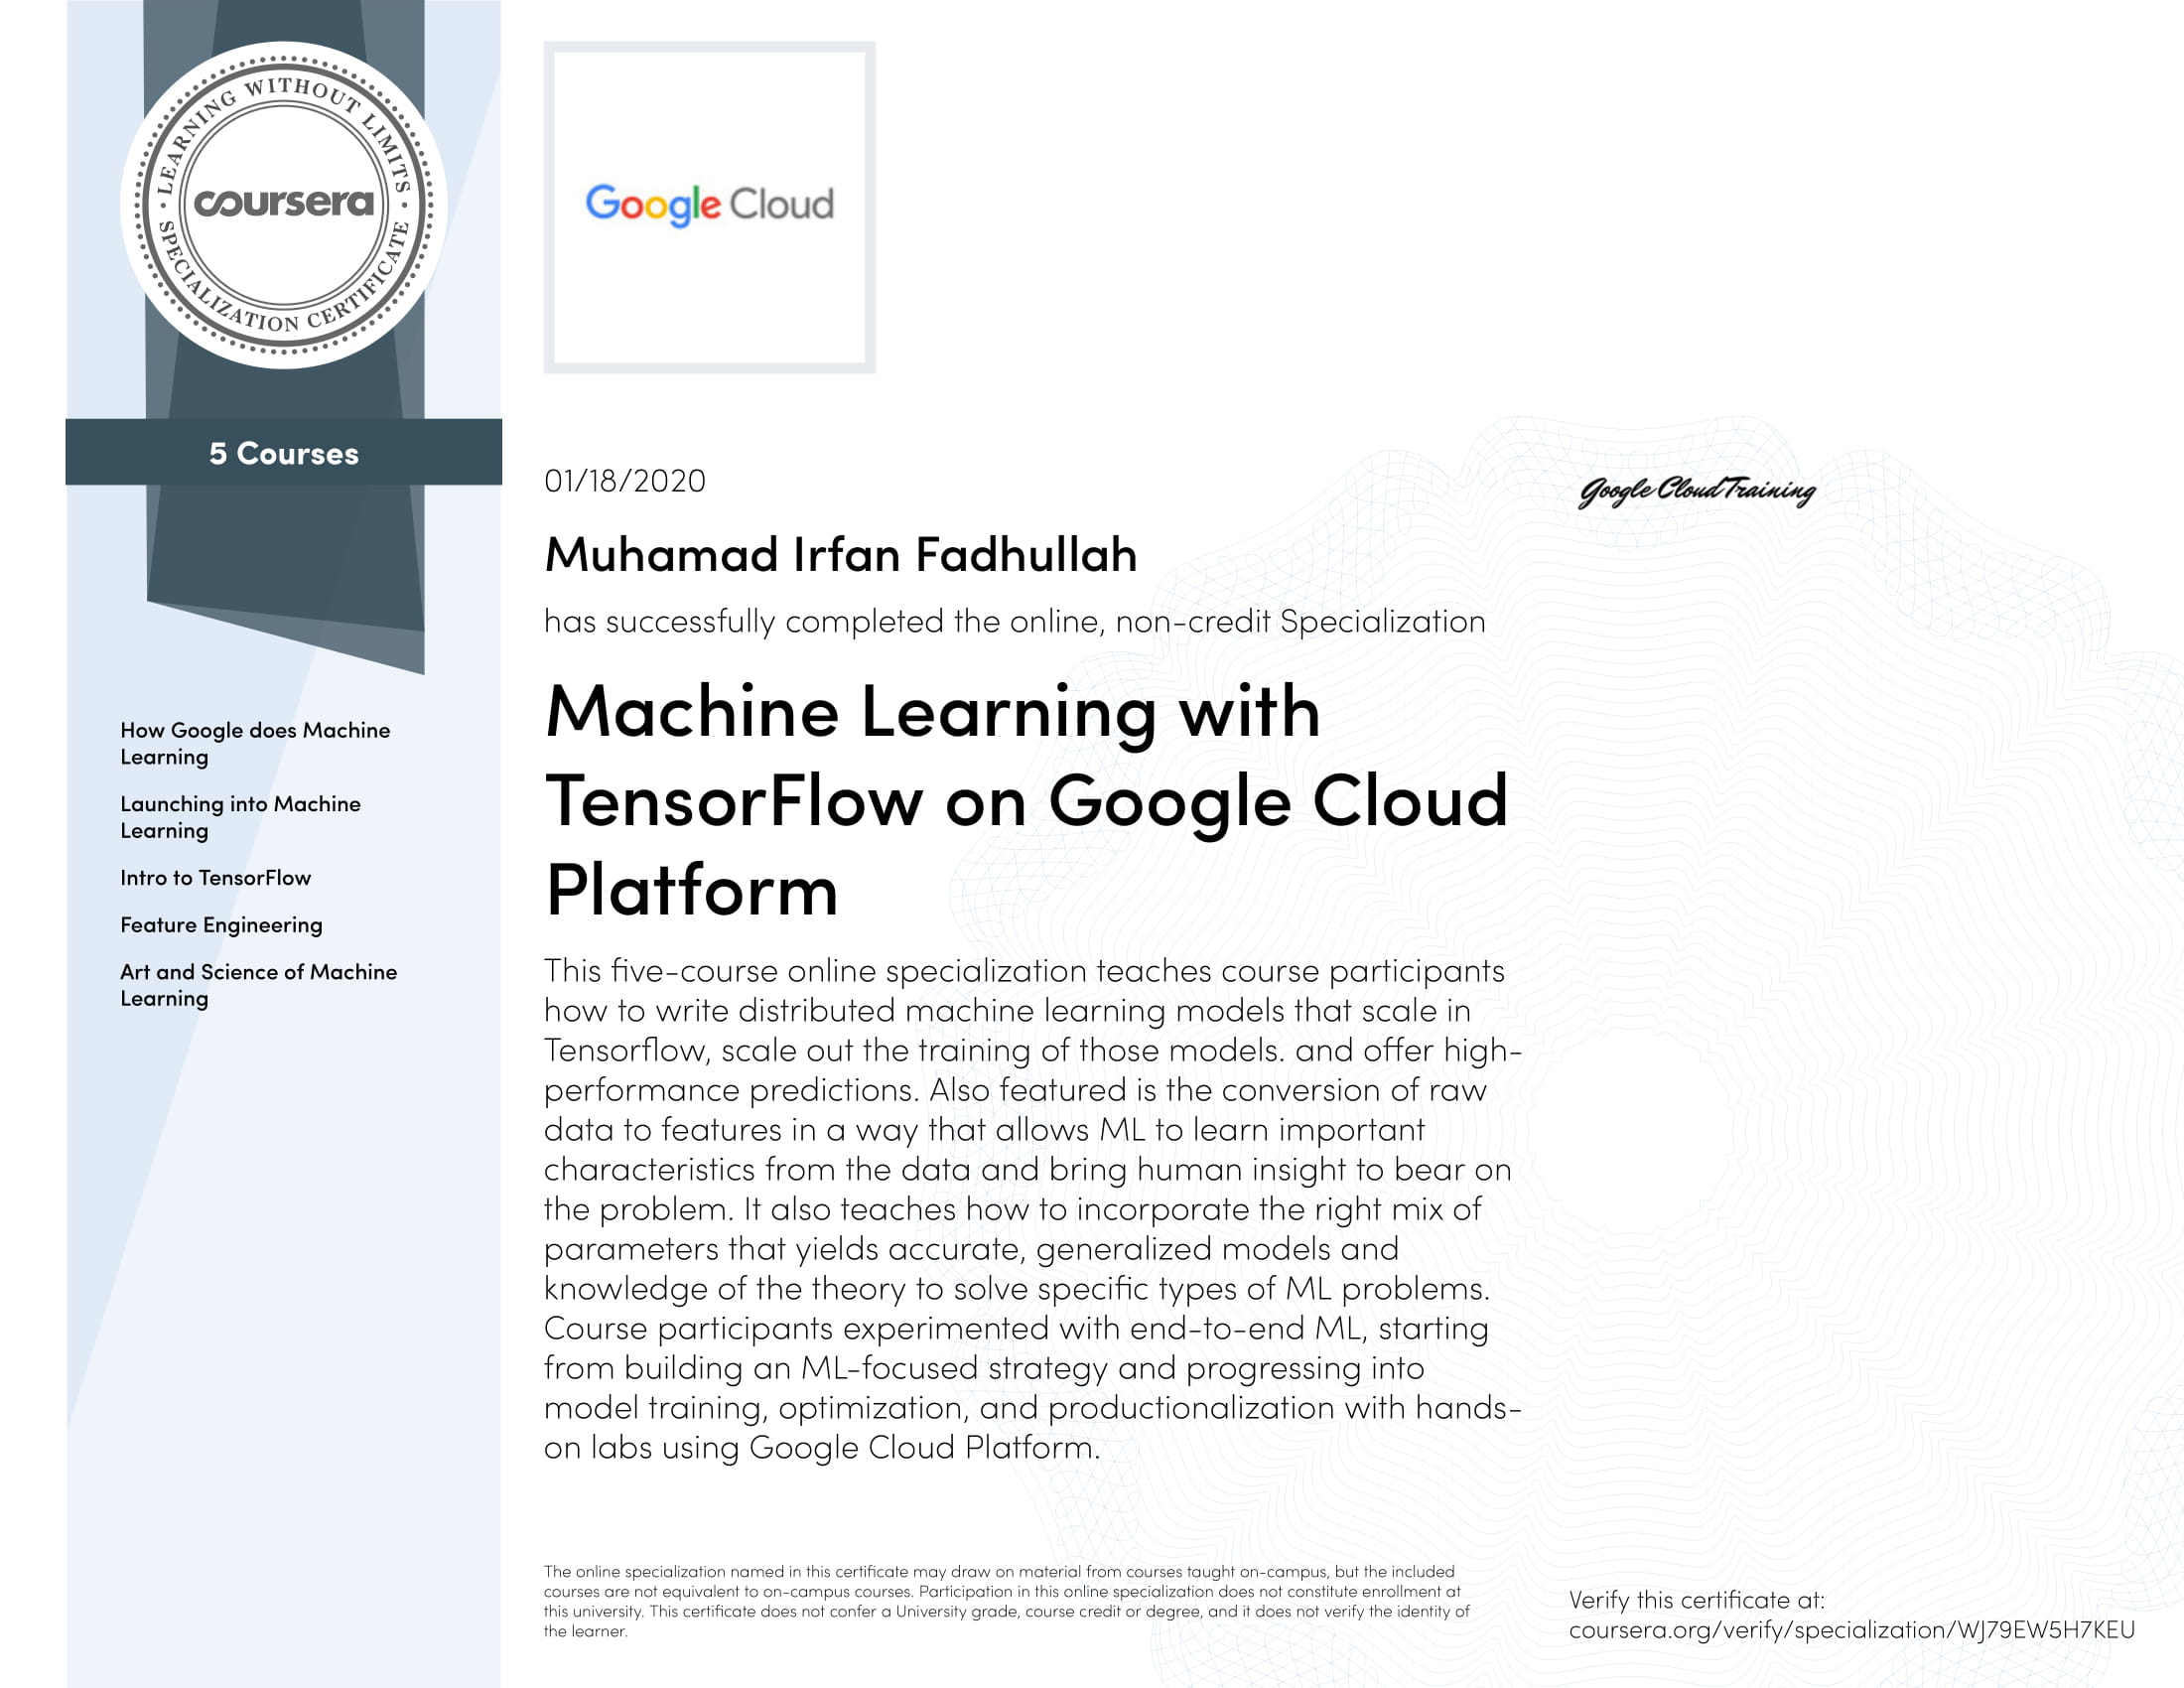 LEARNING WITHOUT LIMITS
coursera
SPECIALIZATION CERTIFICATE
5 Courses
How Google does Machine
Learning
Launching into Machine
Learning
Intro to TensorFlow
Feature Engineering
Art and Science of Machine
Learning
Google Cloud
01/18/2020
Muhamad Irfan Fadhullah
has successfully completed the online, non-credit Specialization
Machine Learning with
TensorFlow on Google Cloud
Platform
This five-course online specialization teaches course participants
how to write distributed machine learning models that scale in
Tensorflow, scale out the training of those models. and offer high-
performance predictions. Also featured is the conversion of raw
data to features in a way that allows ML to learn important
characteristics from the data and bring human insight to bear on
the problem. It also teaches how to incorporate the right mix of
parameters that yields accurate, generalized models and
knowledge of the theory to solve specific types of ML problems.
Course participants experimented with end-to-end ML, starting
from building an ML-focused strategy and progressing into
model training, optimization, and productionalization with hands-
on labs using Google Cloud Platform.
Google Cloud Training
The online specialization named in this certificate may draw on material from courses taught on-campus, but the included
courses are not equivalent to on-campus courses. Participation in this online specialization does not constitute enrollment at
this university. This certificate does not confer a University grade, course credit or degree, and it does not verify the identity of
the learner.
Verify this certificate at:
coursera.org/verify/specialization/WJ79EW5H7KEU